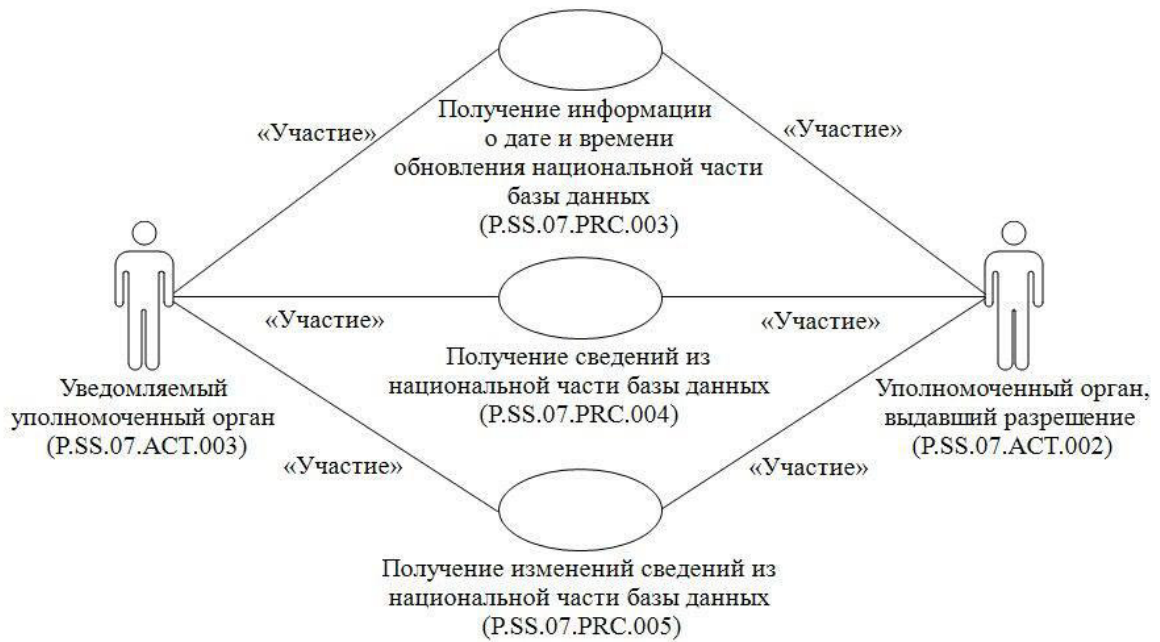 Получение информации
о дате и времени
обновления национальной части
базы данных
(P.SS.07.PRC.003)
«Участие»
«Участие»
«Участие»
«Участие»
Получение сведений из
национальной части базы данных
(P.SS.07.PRC.004)
Уведомляемый
уполномоченный орган
(P.SS.07.ACT.003)
Уполномоченный орган,
выдавший разрешение
(P.SS.07.ACT.002)
«Участие»
«Участие»
Получение изменений сведений из
национальной части базы данных
(P.SS.07.PRC.005)